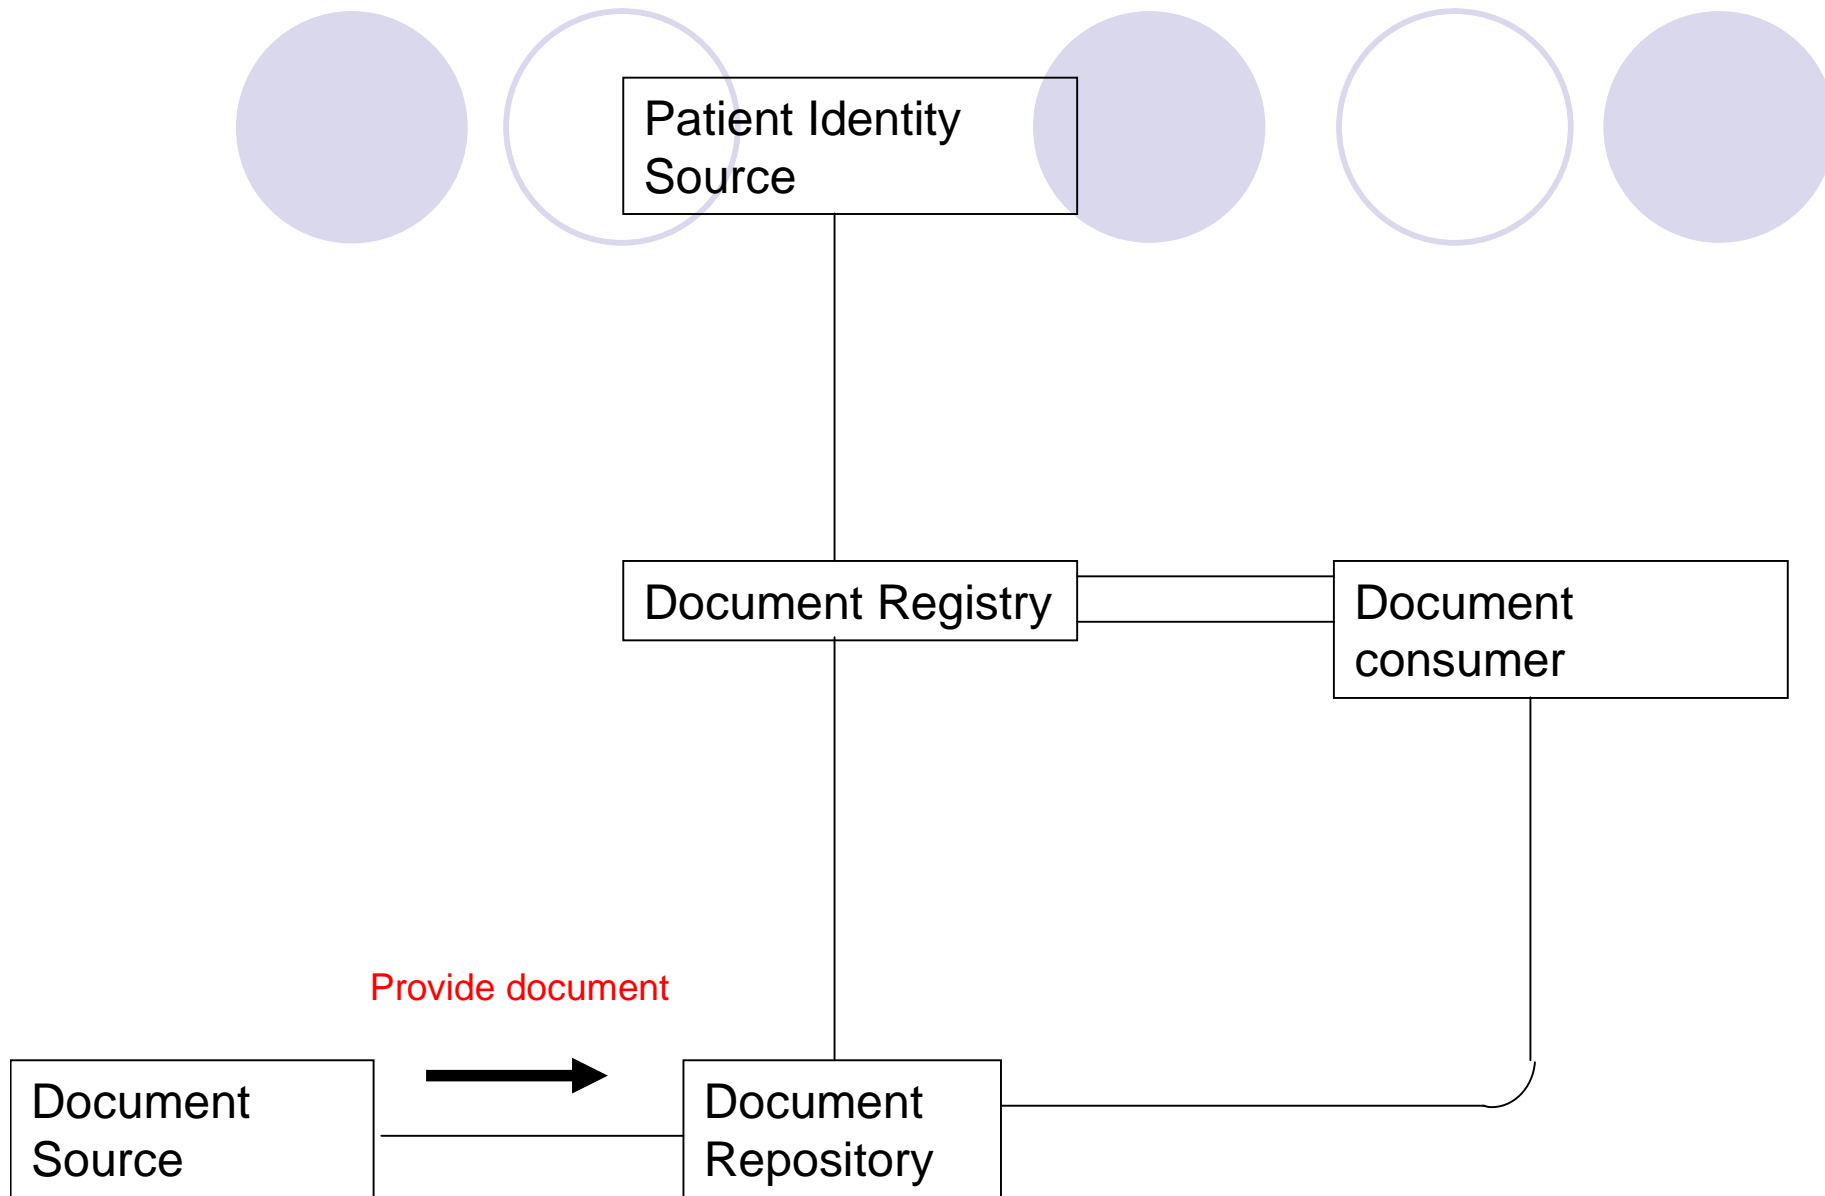 Patient Identity
Source
Document Registry
Document
consumer
Provide document
Document
Source
Document
Repository